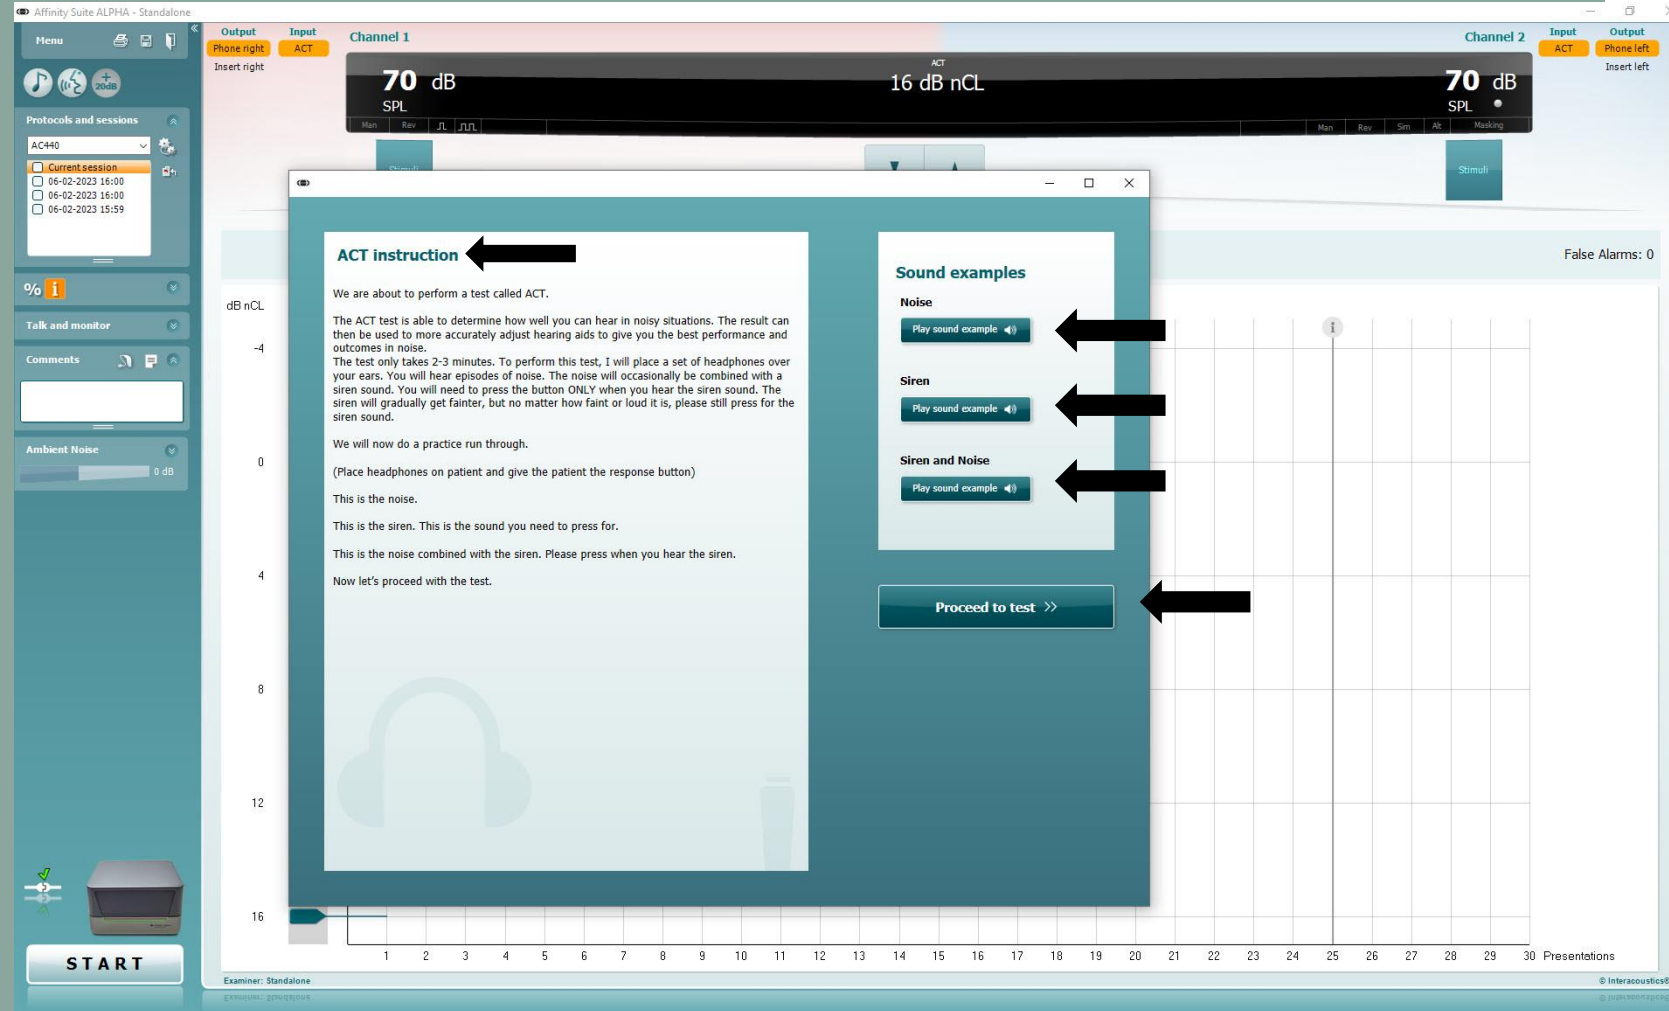 Affinity Suite ALPHA - Standalone
Menu
+
20dB
Protocols and sessions
AC440
Current session
06-02-2023 16:00
06-02-2023 16:00
06-02-2023 15:59
% i
Talk and monitor
Comments
Ambient Noise
0 dB
START
Output Input
Phone right ACT
Insert right
Channel 1
Channel 2
Input Output
ACT Phone left
Insert left
70 dB
SPL
Man Rev
ACT
16 dB nCL
70 dB
SPL
Man Rev Sim Alt Masking
Stimuli
Stimuli
False Alarms: 0
ACT instruction
We are about to perform a test called ACT.
The ACT test is able to determine how well you can hear in noisy situations. The result can
then be used to more accurately adjust hearing aids to give you the best performance and
outcomes in noise.
The test only takes 2-3 minutes. To perform this test, I will place a set of headphones over
your ears. You will hear episodes of noise. The noise will occasionally be combined with a
siren sound. You will need to press the button ONLY when you hear the siren sound. The
siren will gradually get fainter, but no matter how faint or loud it is, please still press for the
siren sound.
We will now do a practice run through.
(Place headphones on patient and give the patient the response button)
This is the noise.
This is the siren. This is the sound you need to press for.
This is the noise combined with the siren. Please press when you hear the siren.
Now let's proceed with the test.
Sound examples
Noise
Play sound example
Siren
Play sound example
Siren and Noise
Play sound example
Proceed to test >>
dB nCL
-4
0
4
8
12
16
i
1 2 3 4 5 6 7 8 9 10 11 12 13 14 15 16 17 18 19 20 21 22 23 24 25 26 27 28 29 30 Presentations
Examiner: Standalone
© Interacoustics®